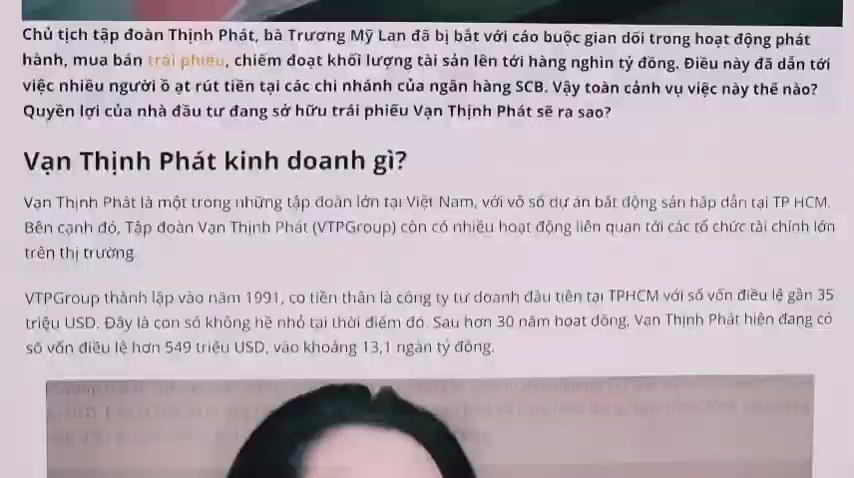 Chủ tịch tập đoàn Thịnh Phát, bà Trương Mỹ Lan đã bị bắt với cáo buộc gian dối trong hoạt động phát
hành, mua bán trái phiếu, chiếm đoạt khối lượng tài sản lên tới hàng nghìn tỷ đồng. Điều này đã dẫn tới
việc nhiều người ồ ạt rút tiền tại các chi nhánh của ngân hàng SCB. Vậy toàn cảnh vụ việc này thế nào?
Quyền lợi của nhà đầu tư đang sở hữu trái phiếu Vạn Thịnh Phát sẽ ra sao?
Vạn Thịnh Phát kinh doanh gì?
Vạn Thịnh Phát là một trong những tập đoàn lớn tại Việt Nam, với vô số dự án bất động sản hấp dẫn tại TP HCM.
Bên cạnh đó, Tập đoàn Vạn Thịnh Phát (VTPGroup) còn có nhiều hoạt động liên quan tới các tổ chức tài chính lớn
trên thị trường.
VTPGroup thành lập vào năm 1991, có tiền thân là công ty tư doanh đầu tiên tại TPHCM với số vốn điều lệ gần 35
triệu USD. Đây là con số không hề nhỏ tại thời điểm đó. Sau hơn 30 năm hoạt động, Vạn Thịnh Phát hiện đang có
số vốn điều lệ hơn 549 triệu USD, vào khoảng 13,1 ngàn tỷ đồng.